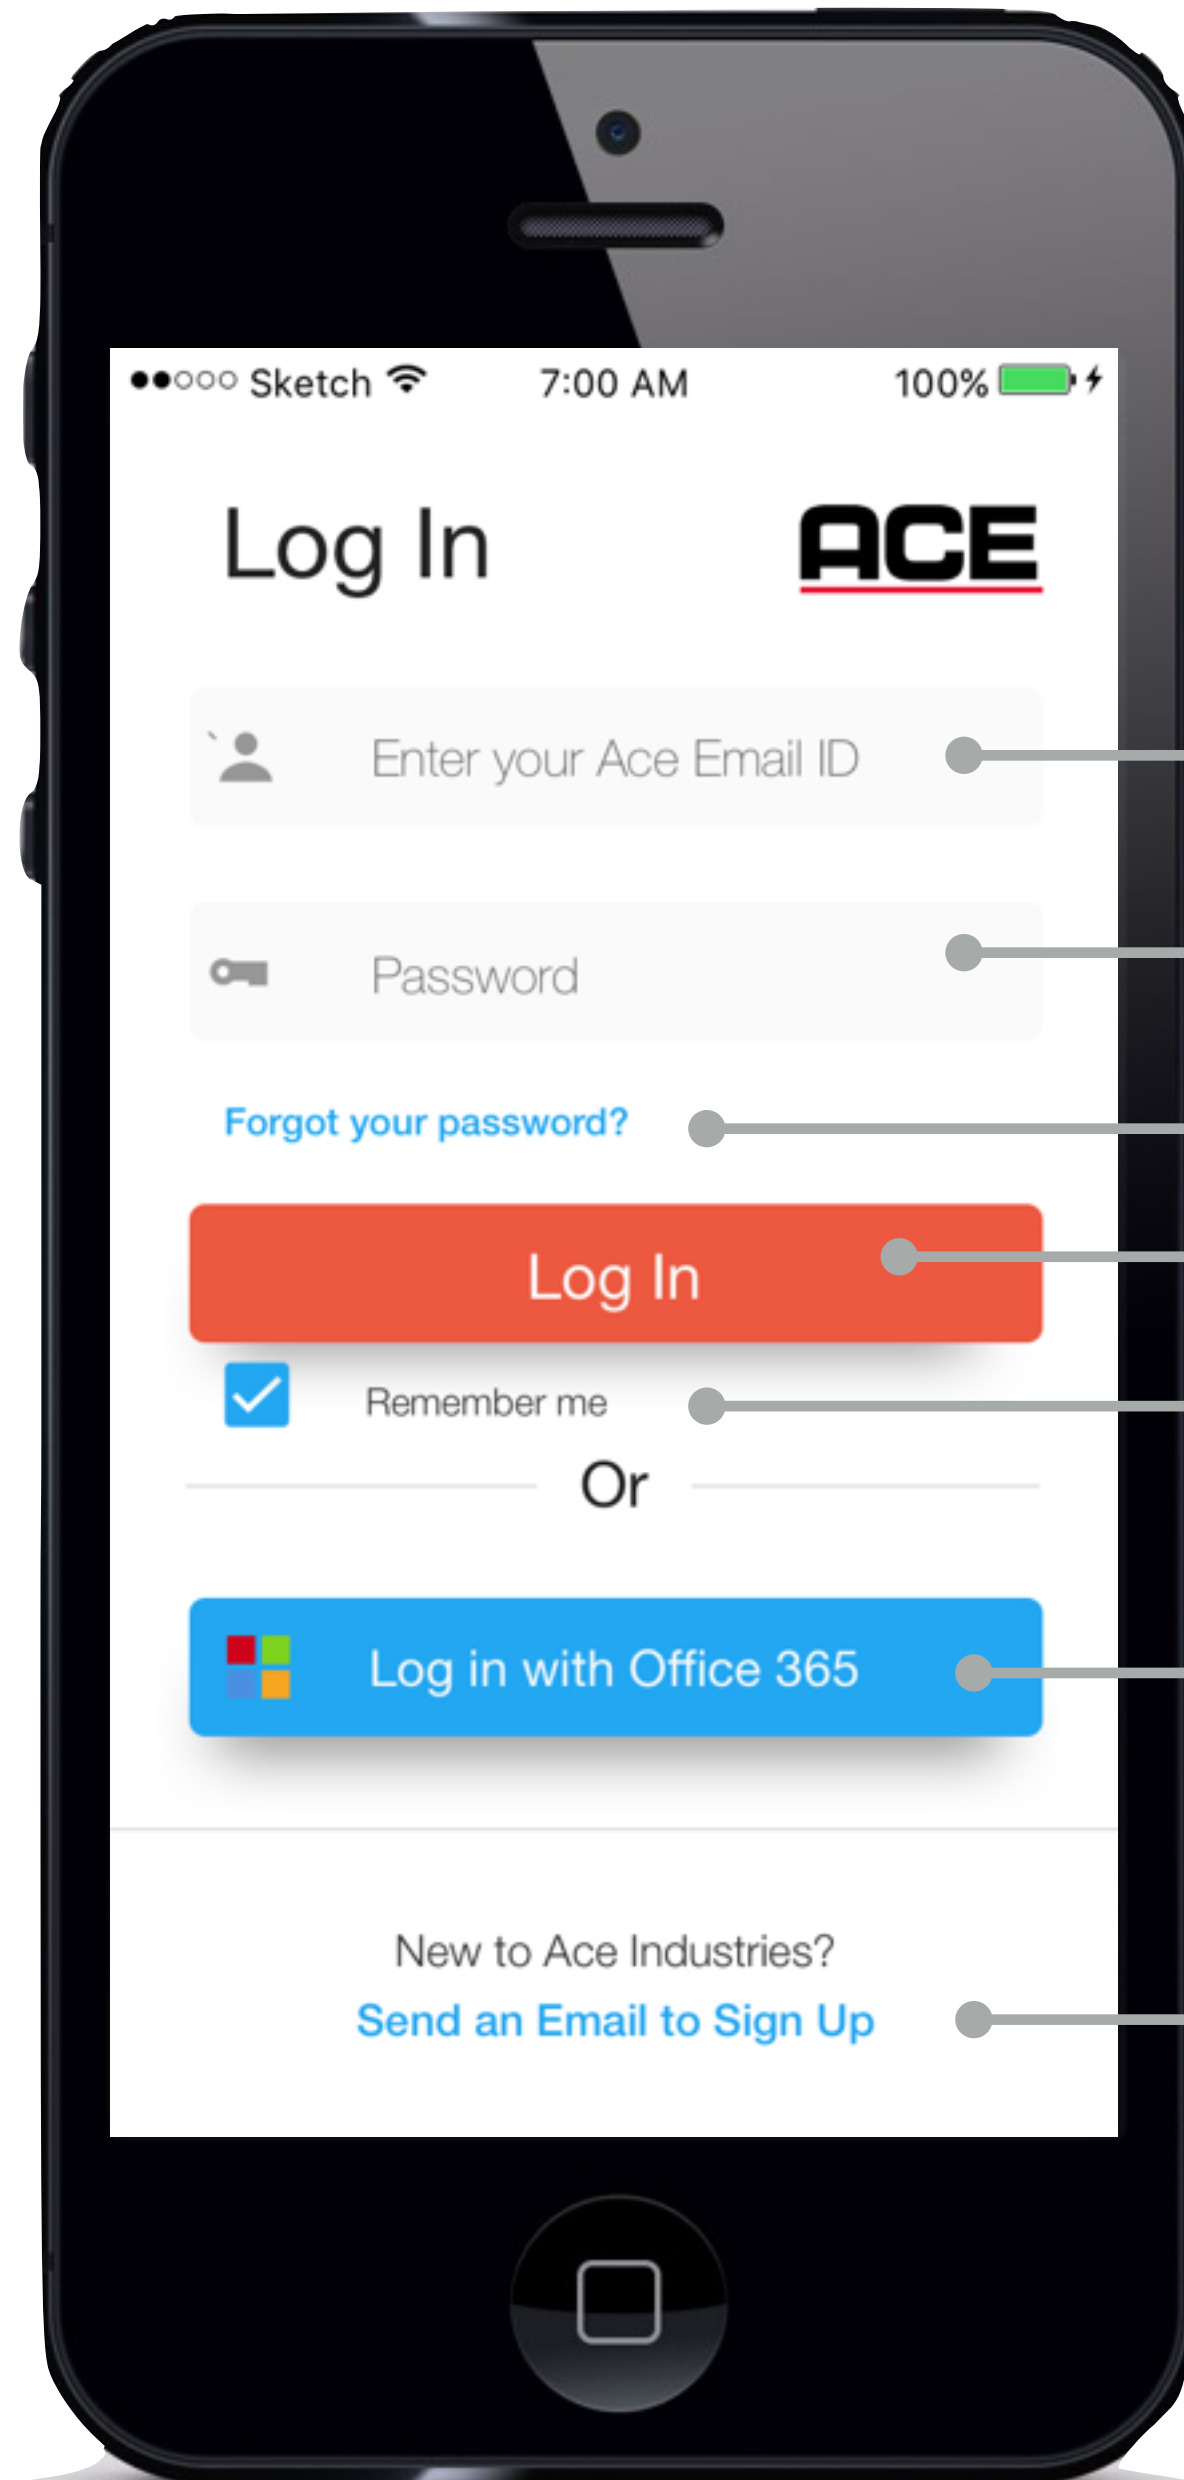 Sketch 7:00 AM 100%
Log In ACE
Enter your Ace Email ID
Password
Forgot your password?
Log In
Remember me
Or
Log in with Office 365
New to Ace Industries?
Send an Email to Sign Up